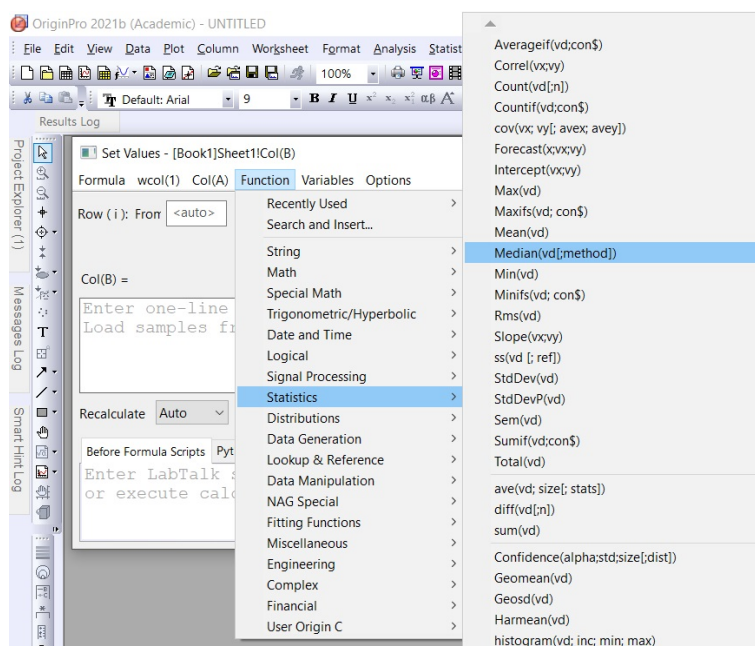 OriginPro 2021b (Academic) - UNTITLED
File Edit View Data Plot Column Worksheet Format Analysis Statist
100%
Default: Arial 9 B I U x² x₂ x₁² αβ A
Results Log
Project Explorer (1)
Messages Log
Smart Hint Log
T
Set Values - [Book1]Sheet1!Col(B)
Formula wcol(1) Col(A) Function Variables Options
Row ( i ): From <auto>
Col(B) =
Enter one-line
Load samples fr
Recalculate Auto
Before Formula Scripts Pyt
Enter LabTalk s
or execute calc
Recently Used
Search and Insert...
String
Math
Special Math
Trigonometric/Hyperbolic
Date and Time
Logical
Signal Processing
Statistics
Distributions
Data Generation
Lookup & Reference
Data Manipulation
NAG Special
Fitting Functions
Miscellaneous
Engineering
Complex
Financial
User Origin C
Averageif(vd;con$)
Correl(vx;vy)
Count(vd[;n])
Countif(vd;con$)
cov(vx; vy[; avex; avey])
Forecast(x;vx;vy)
Intercept(vx;vy)
Max(vd)
Maxifs(vd; con$)
Mean(vd)
Median(vd[;method])
Min(vd)
Minifs(vd; con$)
Rms(vd)
Slope(vx;vy)
ss(vd [; ref])
StdDev(vd)
StdDevP(vd)
Sem(vd)
Sumif(vd;con$)
Total(vd)
ave(vd; size[; stats])
diff(vd[;n])
sum(vd)
Confidence(alpha;std;size[;dist])
Geomean(vd)
Geosd(vd)
Harmean(vd)
histogram(vd; inc; min; max)